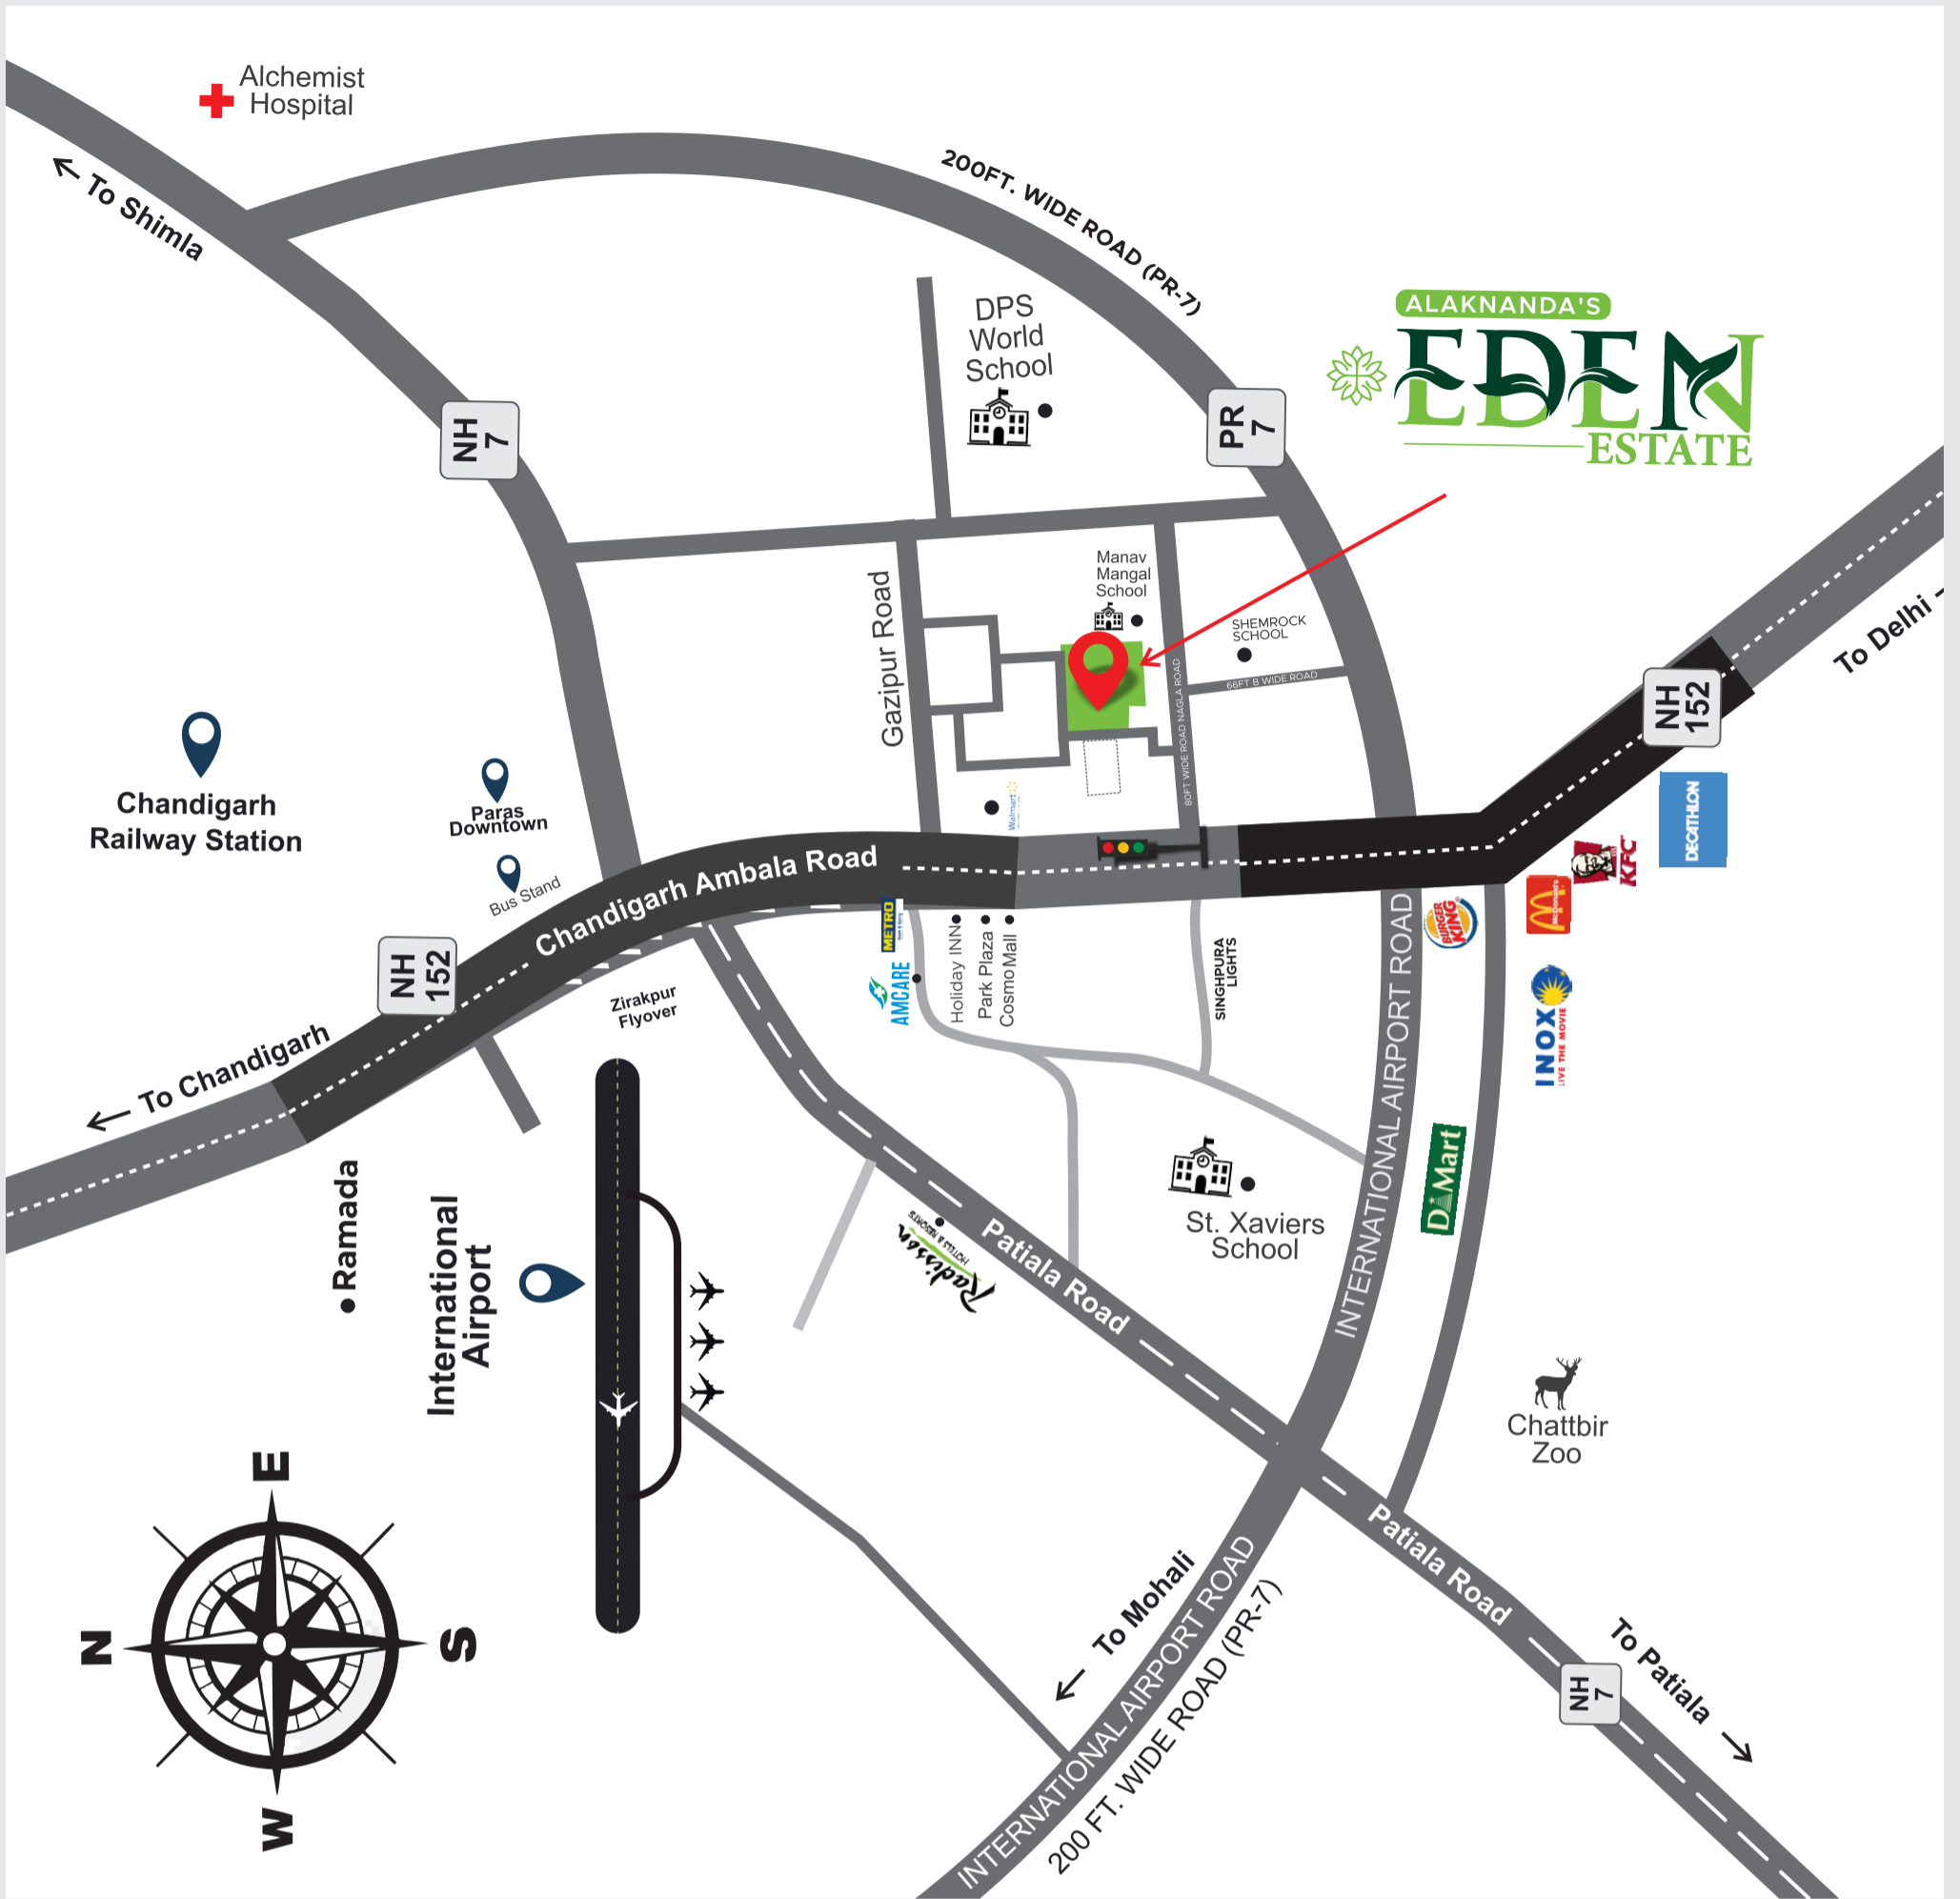 Alchemist
Hospital
To Shimla
200FT. WIDE ROAD (PR-7)
ALAKNANDA'S
EDEN
ESTATE
DPS
World
School
NH
7
PR
7
Manav
Mangal
School
SHEMROCK
SCHOOL
66FT B WIDE ROAD
80FT WIDE ROAD NAGLA ROAD
Gazipur Road
To Delhi
NH
152
Chandigarh
Railway Station
Paras
Downtown
Bus Stand
Walmart
Chandigarh Ambala Road
DECATHLON
KFC
McDonald's
BURGER
KING
INOX
LIVE THE MOVIE
NH
152
To Chandigarh
Zirakpur
Flyover
METRO
AMCARE
Holiday INN
Park Plaza
Cosmo Mall
SINGHPURA
LIGHTS
INTERNATIONAL AIRPORT ROAD
D Mart
Ramada
International
Airport
Radisson
HOTELS & RESORTS
Patiala Road
St. Xaviers
School
Chattbir
Zoo
Patiala Road
To Mohali
INTERNATIONAL AIRPORT ROAD
200 FT. WIDE ROAD (PR-7)
To Patiala
NH
7
E
N
S
W